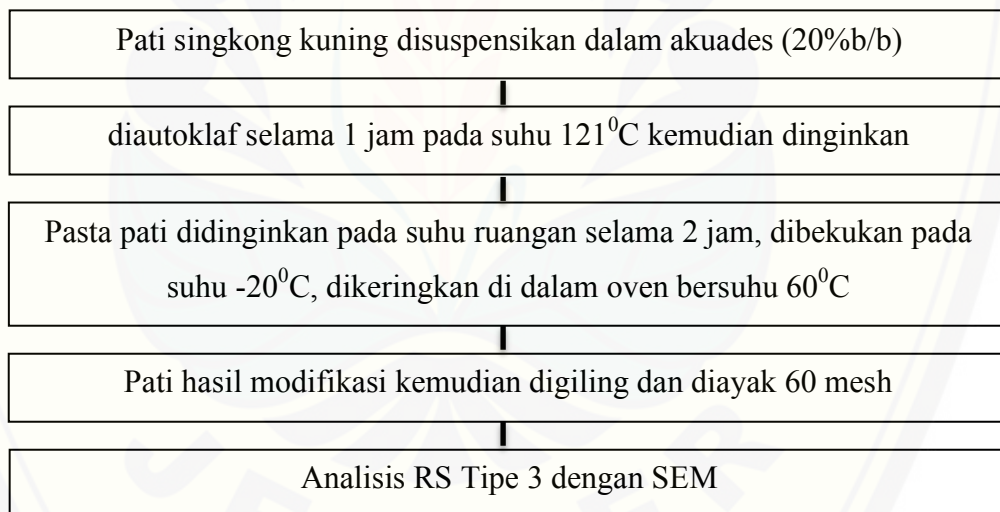 Pati singkong kuning disuspensikan dalam akuades (20%b/b)
diautoklaf selama 1 jam pada suhu 121⁰C kemudian dinginkan
Pasta pati didinginkan pada suhu ruangan selama 2 jam, dibekukan pada
suhu -20⁰C, dikeringkan di dalam oven bersuhu 60⁰C
Pati hasil modifikasi kemudian digiling dan diayak 60 mesh
Analisis RS Tipe 3 dengan SEM